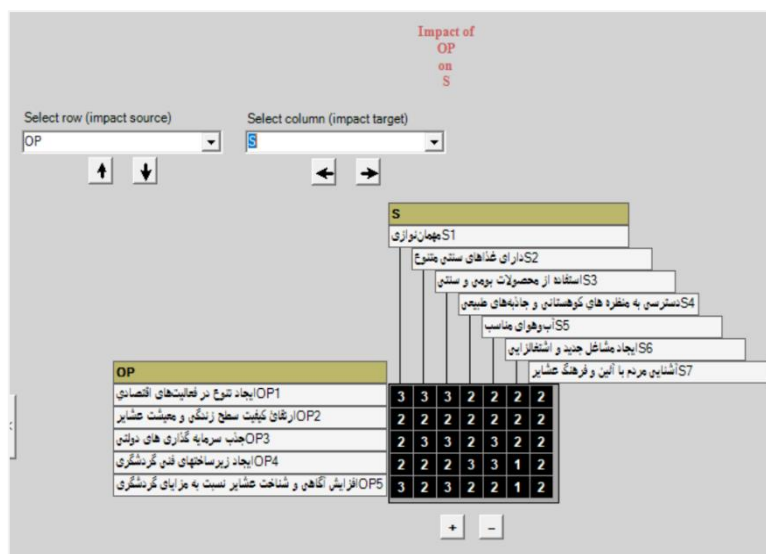 Impact of
OP
on
S
Select row (impact source)
Select column (impact target)
OP
S
S
S1مهمان‌نوازی
S2دارای غذاهای سنتی متنوع
S3استفاده از محصولات بومی و سنتی
S4دسترسی به منظره های کوهستانی و جاذبه‌های طبیعی
S5آب‌وهوای مناسب
S6ایجاد مشاغل جدید و اشتغالزایی
S7آشنایی مردم با آئین و فرهنگ عشایر
OP
OP1ایجاد تنوع در فعالیت‌های اقتصادی 3 3 3 2 2 2 2
OP2ارتقائ کیفیت سطح زندگی و معیشت عشایر 2 2 2 2 2 2 2
OP3جذب سرمایه گذاری های دولتی 2 3 3 2 3 2 2
OP4ایجاد زیرساختهای فنی گردشگری 2 2 2 3 3 1 2
OP5افزایش آگاهی و شناخت عشایر نسبت به مزایای گردشگری 3 2 3 2 2 1 2
+ -